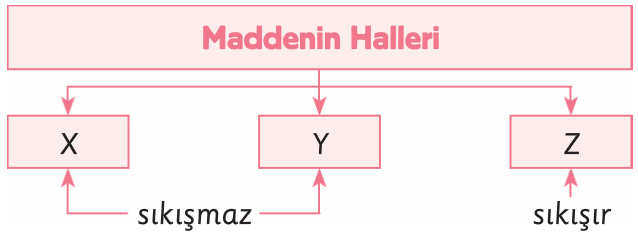 Maddenin Halleri
X Y Z
sıkışmaz sıkışır